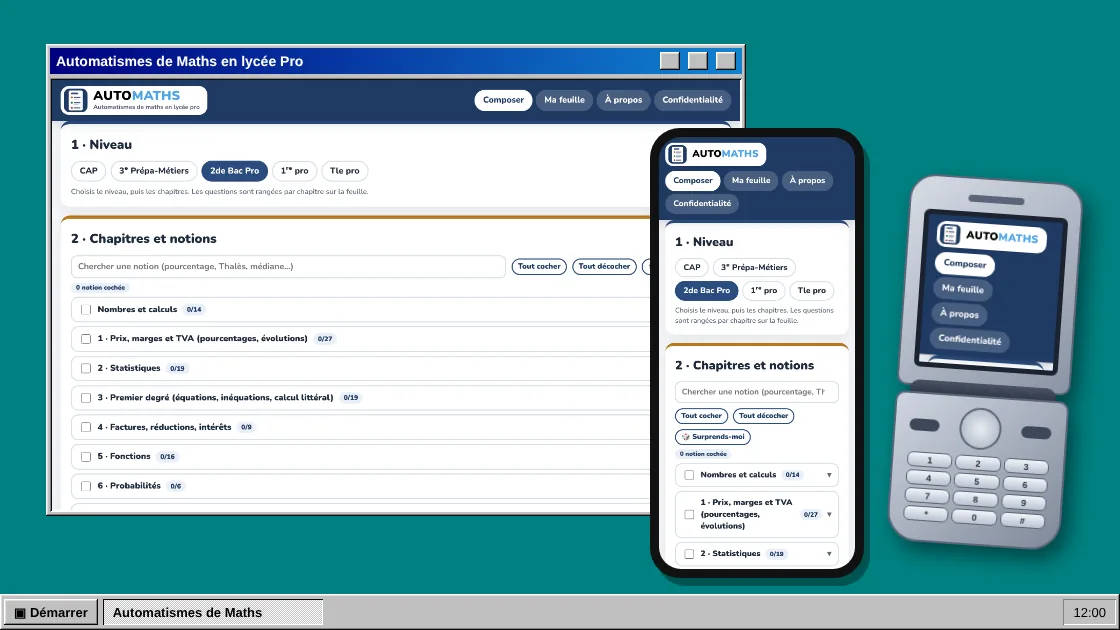 Automatismes de Maths en lycée Pro
AUTOMATHS
Automatismes de maths en lycée pro
Composer
Ma feuille
À propos
Confidentialité
1 · Niveau
CAP
3ᵉ Prépa-Métiers
2de Bac Pro
1ʳᵉ pro
Tle pro
Choisis le niveau, puis les chapitres. Les questions sont rangées par chapitre sur la feuille.
2 · Chapitres et notions
Chercher une notion (pourcentage, Thalès, médiane...)
Tout cocher
Tout décocher
0 notion cochée
Nombres et calculs 0/14
1 · Prix, marges et TVA (pourcentages, évolutions) 0/27
2 · Statistiques 0/19
3 · Premier degré (équations, inéquations, calcul littéral) 0/19
4 · Factures, réductions, intérêts 0/9
5 · Fonctions 0/16
6 · Probabilités 0/6
AUTOMATHS
Composer
Ma feuille
À propos
Confidentialité
1 · Niveau
CAP
3ᵉ Prépa-Métiers
2de Bac Pro
1ʳᵉ pro
Tle pro
Choisis le niveau, puis les chapitres. Les questions
sont rangées par chapitre sur la feuille.
2 · Chapitres et notions
Chercher une notion (pourcentage, Th
Tout cocher
Tout décocher
🎲 Surprends-moi
0 notion cochée
Nombres et calculs 0/14 ▼
1 · Prix, marges et TVA
(pourcentages, 0/27 ▼
évolutions)
2 · Statistiques 0/19 ▼
AUTOMATHS
Composer
Ma feuille
À propos
Confidentialité
1 2 3
4 5 6
7 8 9
* 0 #
▣ Démarrer
Automatismes de Maths
12:00